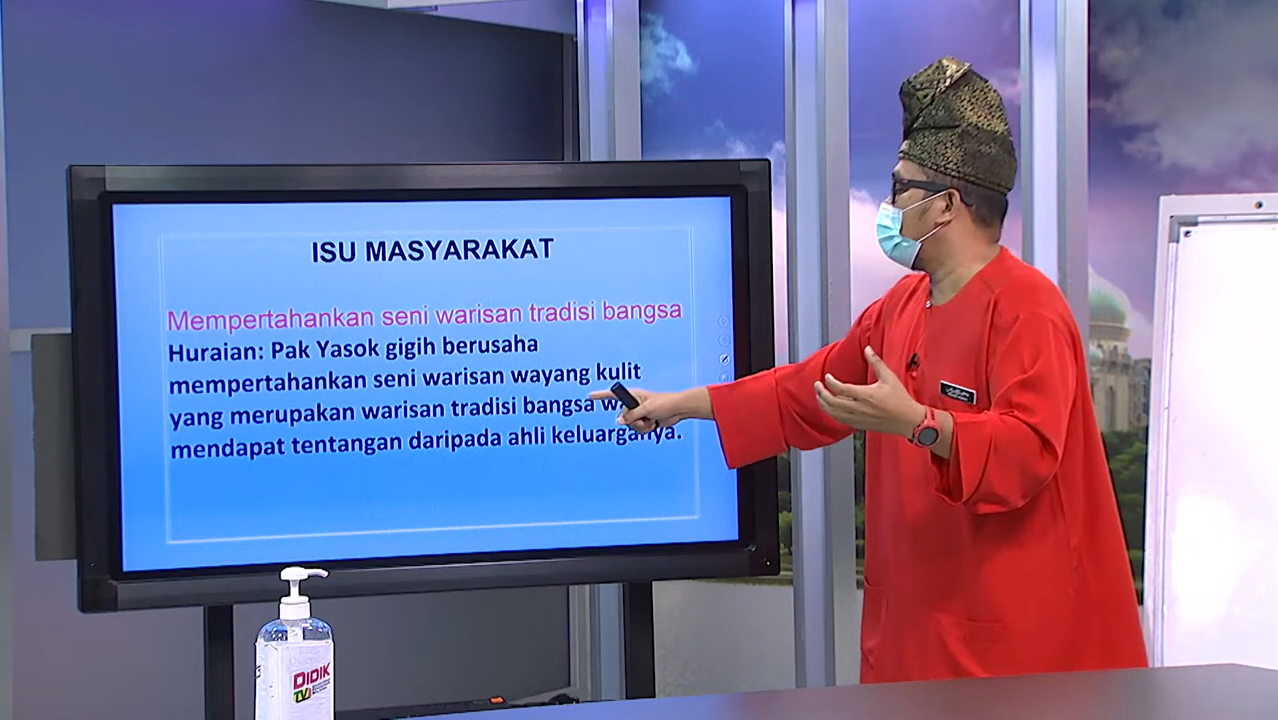 ISU MASYARAKAT
Mempertahankan seni warisan tradisi bangsa
Huraian: Pak Yasok gigih berusaha
mempertahankan seni warisan wayang kulit
yang merupakan warisan tradisi bangsa
mendapat tentangan daripada ahli keluarganya.
DIDIK
TV